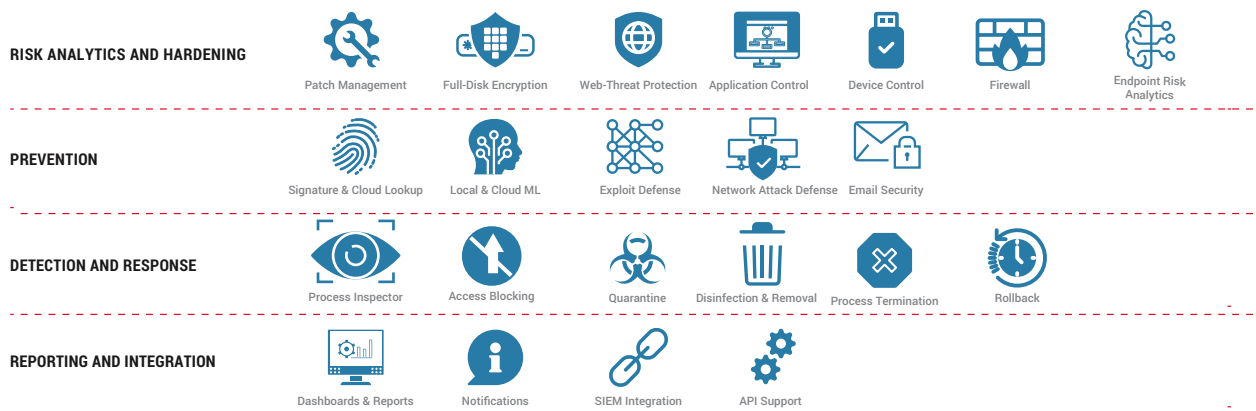 RISK ANALYTICS AND HARDENING
Patch Management
Full-Disk Encryption
Web-Threat Protection
Application Control
Device Control
Firewall
Endpoint Risk
Analytics
PREVENTION
Signature & Cloud Lookup
Local & Cloud ML
Exploit Defense
Network Attack Defense
Email Security
DETECTION AND RESPONSE
Process Inspector
Access Blocking
Quarantine
Disinfection & Removal
Process Termination
Rollback
REPORTING AND INTEGRATION
Dashboards & Reports
Notifications
SIEM Integration
API Support